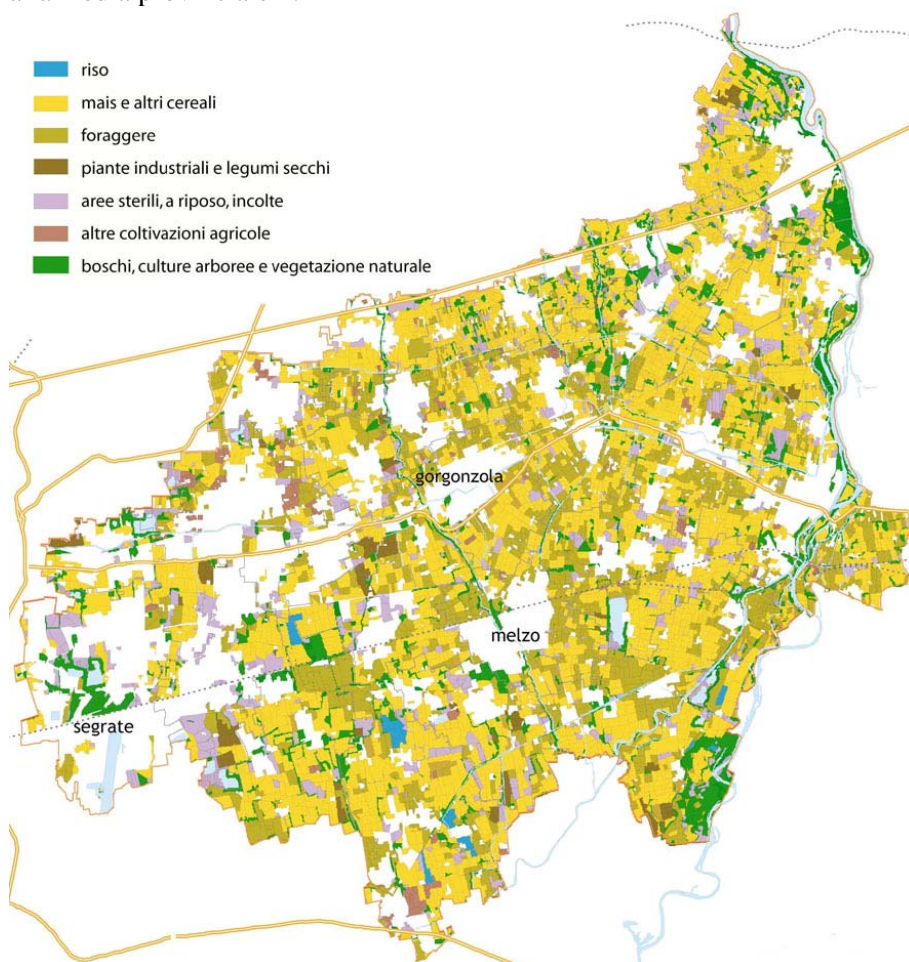 riso
mais e altri cereali
foraggere
piante industriali e legumi secchi
aree sterili, a riposo, incolte
altre coltivazioni agricole
boschi, culture arboree e vegetazione naturale
gorgonzola
melzo
segrate